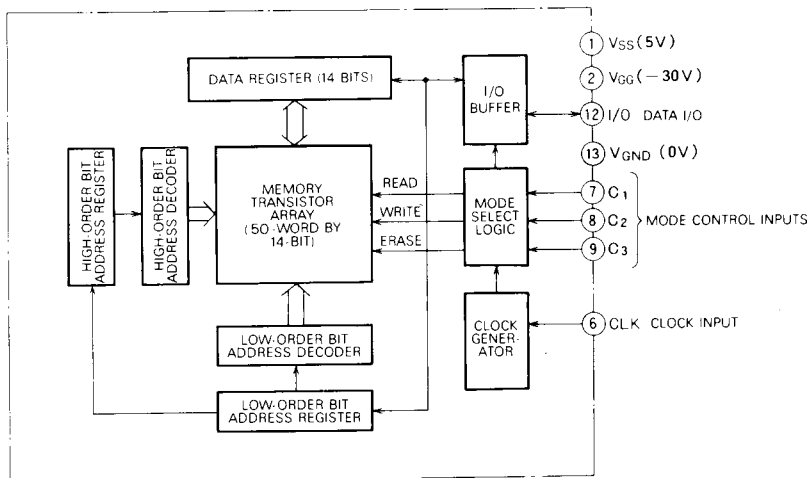 DATA REGISTER (14 BITS)
I/O
BUFFER
1 VSS (5V)
2 VGG (−30V)
12 I/O DATA I/O
13 VGND (0V)
7 C1
8 C2
9 C3
MODE CONTROL INPUTS
6 CLK CLOCK INPUT
HIGH-ORDER BIT
ADDRESS REGISTER
HIGH-ORDER BIT
ADDRESS DECODER
MEMORY
TRANSISTOR
ARRAY
(50-WORD BY
14-BIT)
READ
WRITE
ERASE
MODE
SELECT
LOGIC
CLOCK
GENER-
ATOR
LOW-ORDER BIT
ADDRESS DECODER
LOW-ORDER BIT
ADDRESS REGISTER